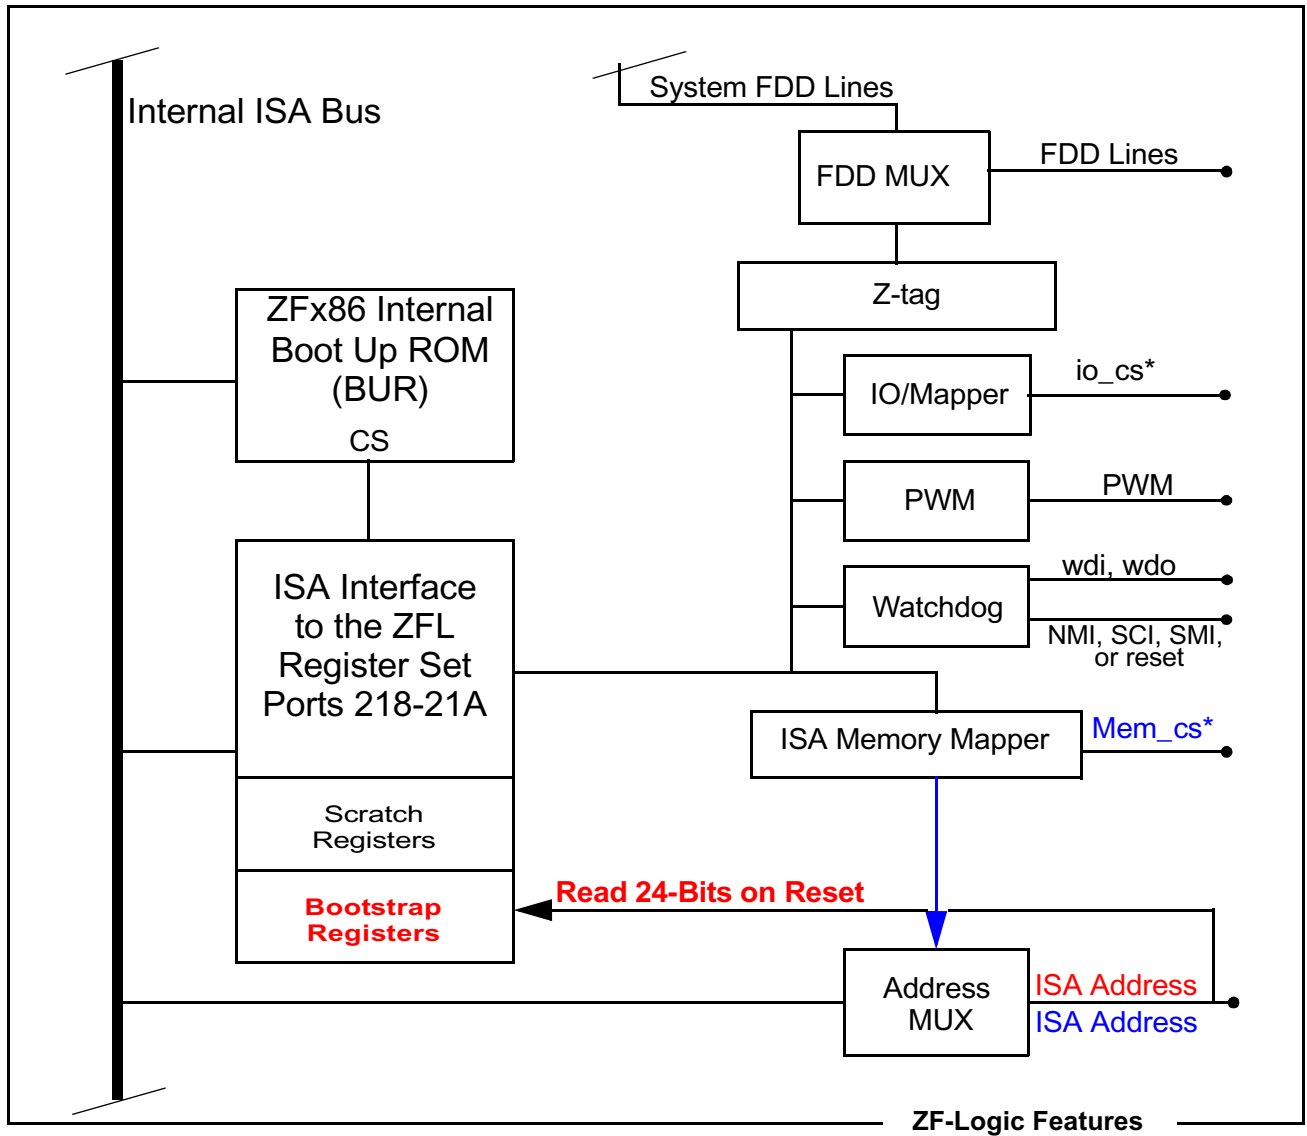 System FDD Lines
Internal ISA Bus
FDD Lines
FDD MUX
Z-tag
ZFx86 Internal
Boot Up ROM
(BUR)
CS
io_cs*
IO/Mapper
PWM
PWM
wdi, wdo
Watchdog
NMI, SCI, SMI,
or reset
ISA Interface
to the ZFL
Register Set
Ports 218-21A
Mem_cs*
ISA Memory Mapper
Scratch
Registers
Read 24-Bits on Reset
Bootstrap
Registers
Address
MUX
ISA Address
ISA Address
ZF-Logic Features